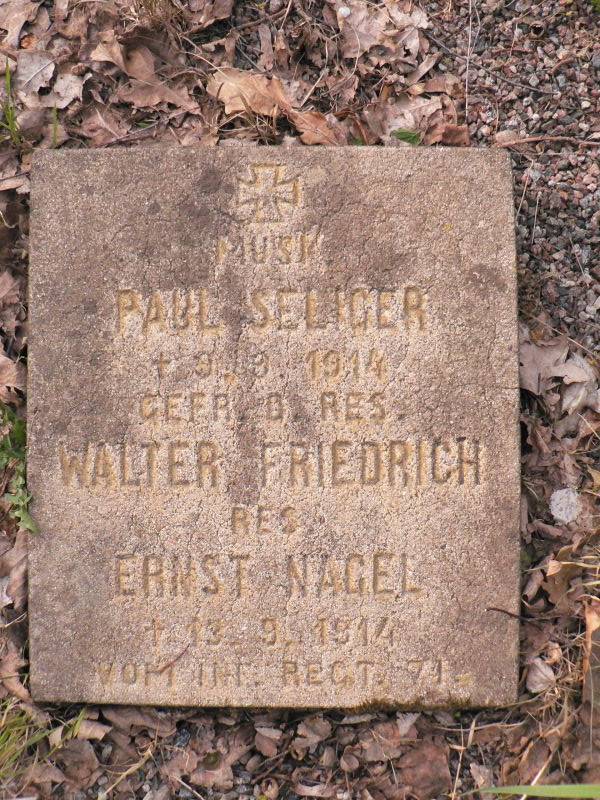 MUSK.
PAUL SELIGER
† 9. 9. 1914
GEFR. D. RES.
WALTER FRIEDRICH
RES.
ERNST NAGEL
† 13. 9. 1914
VOM INF. REGT. 71.